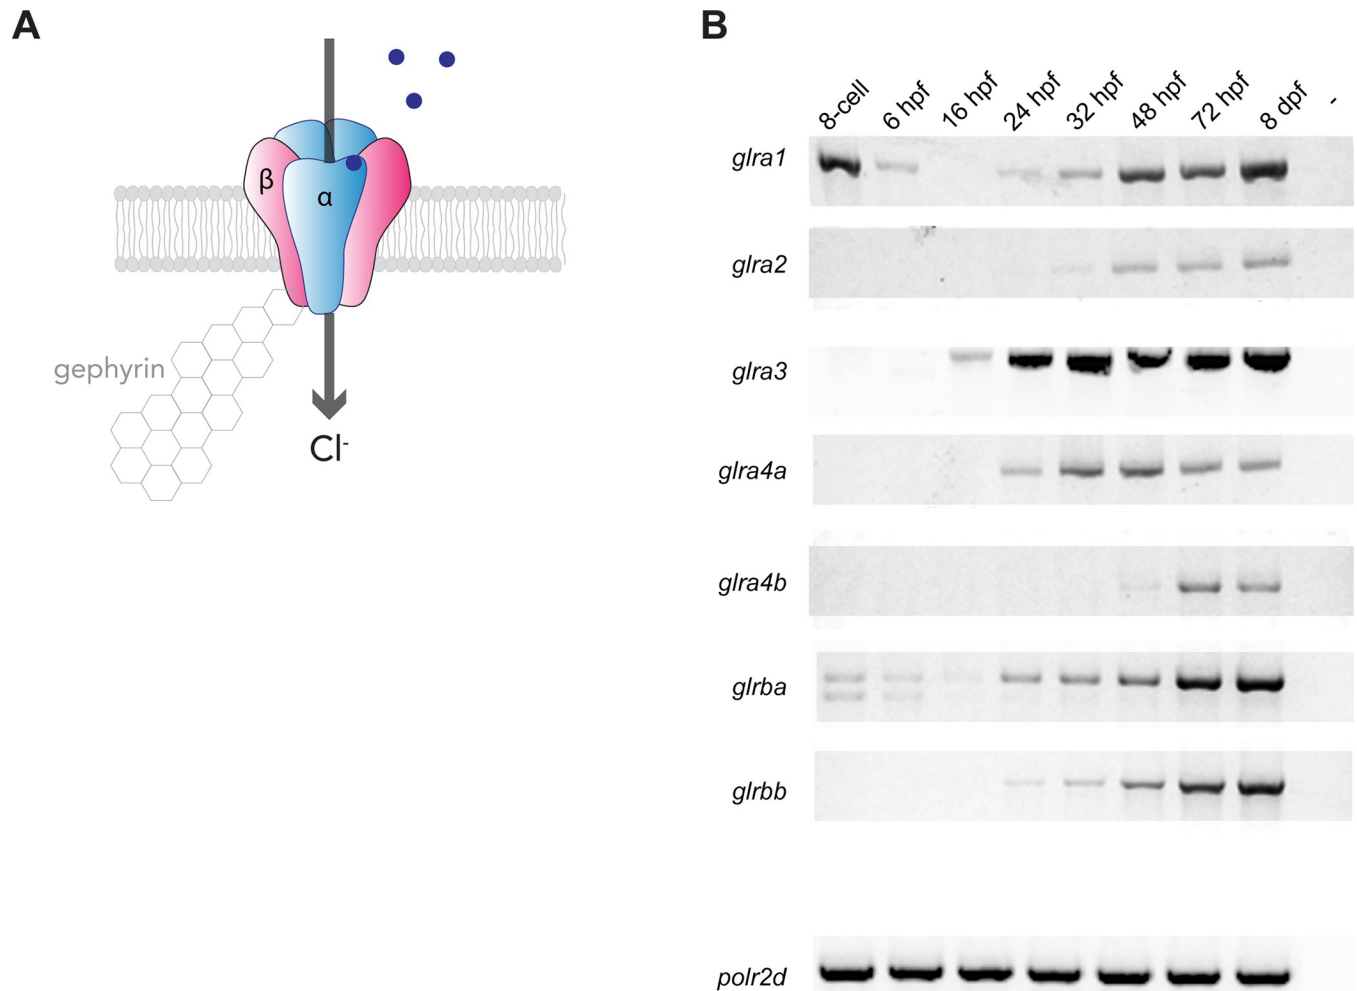 A
β
α
gephyrin
Cl-
B
8-cell 6 hpf 16 hpf 24 hpf 32 hpf 48 hpf 72 hpf 8 dpf -
glra1
glra2
glra3
glra4a
glra4b
glrba
glrbb
polr2d